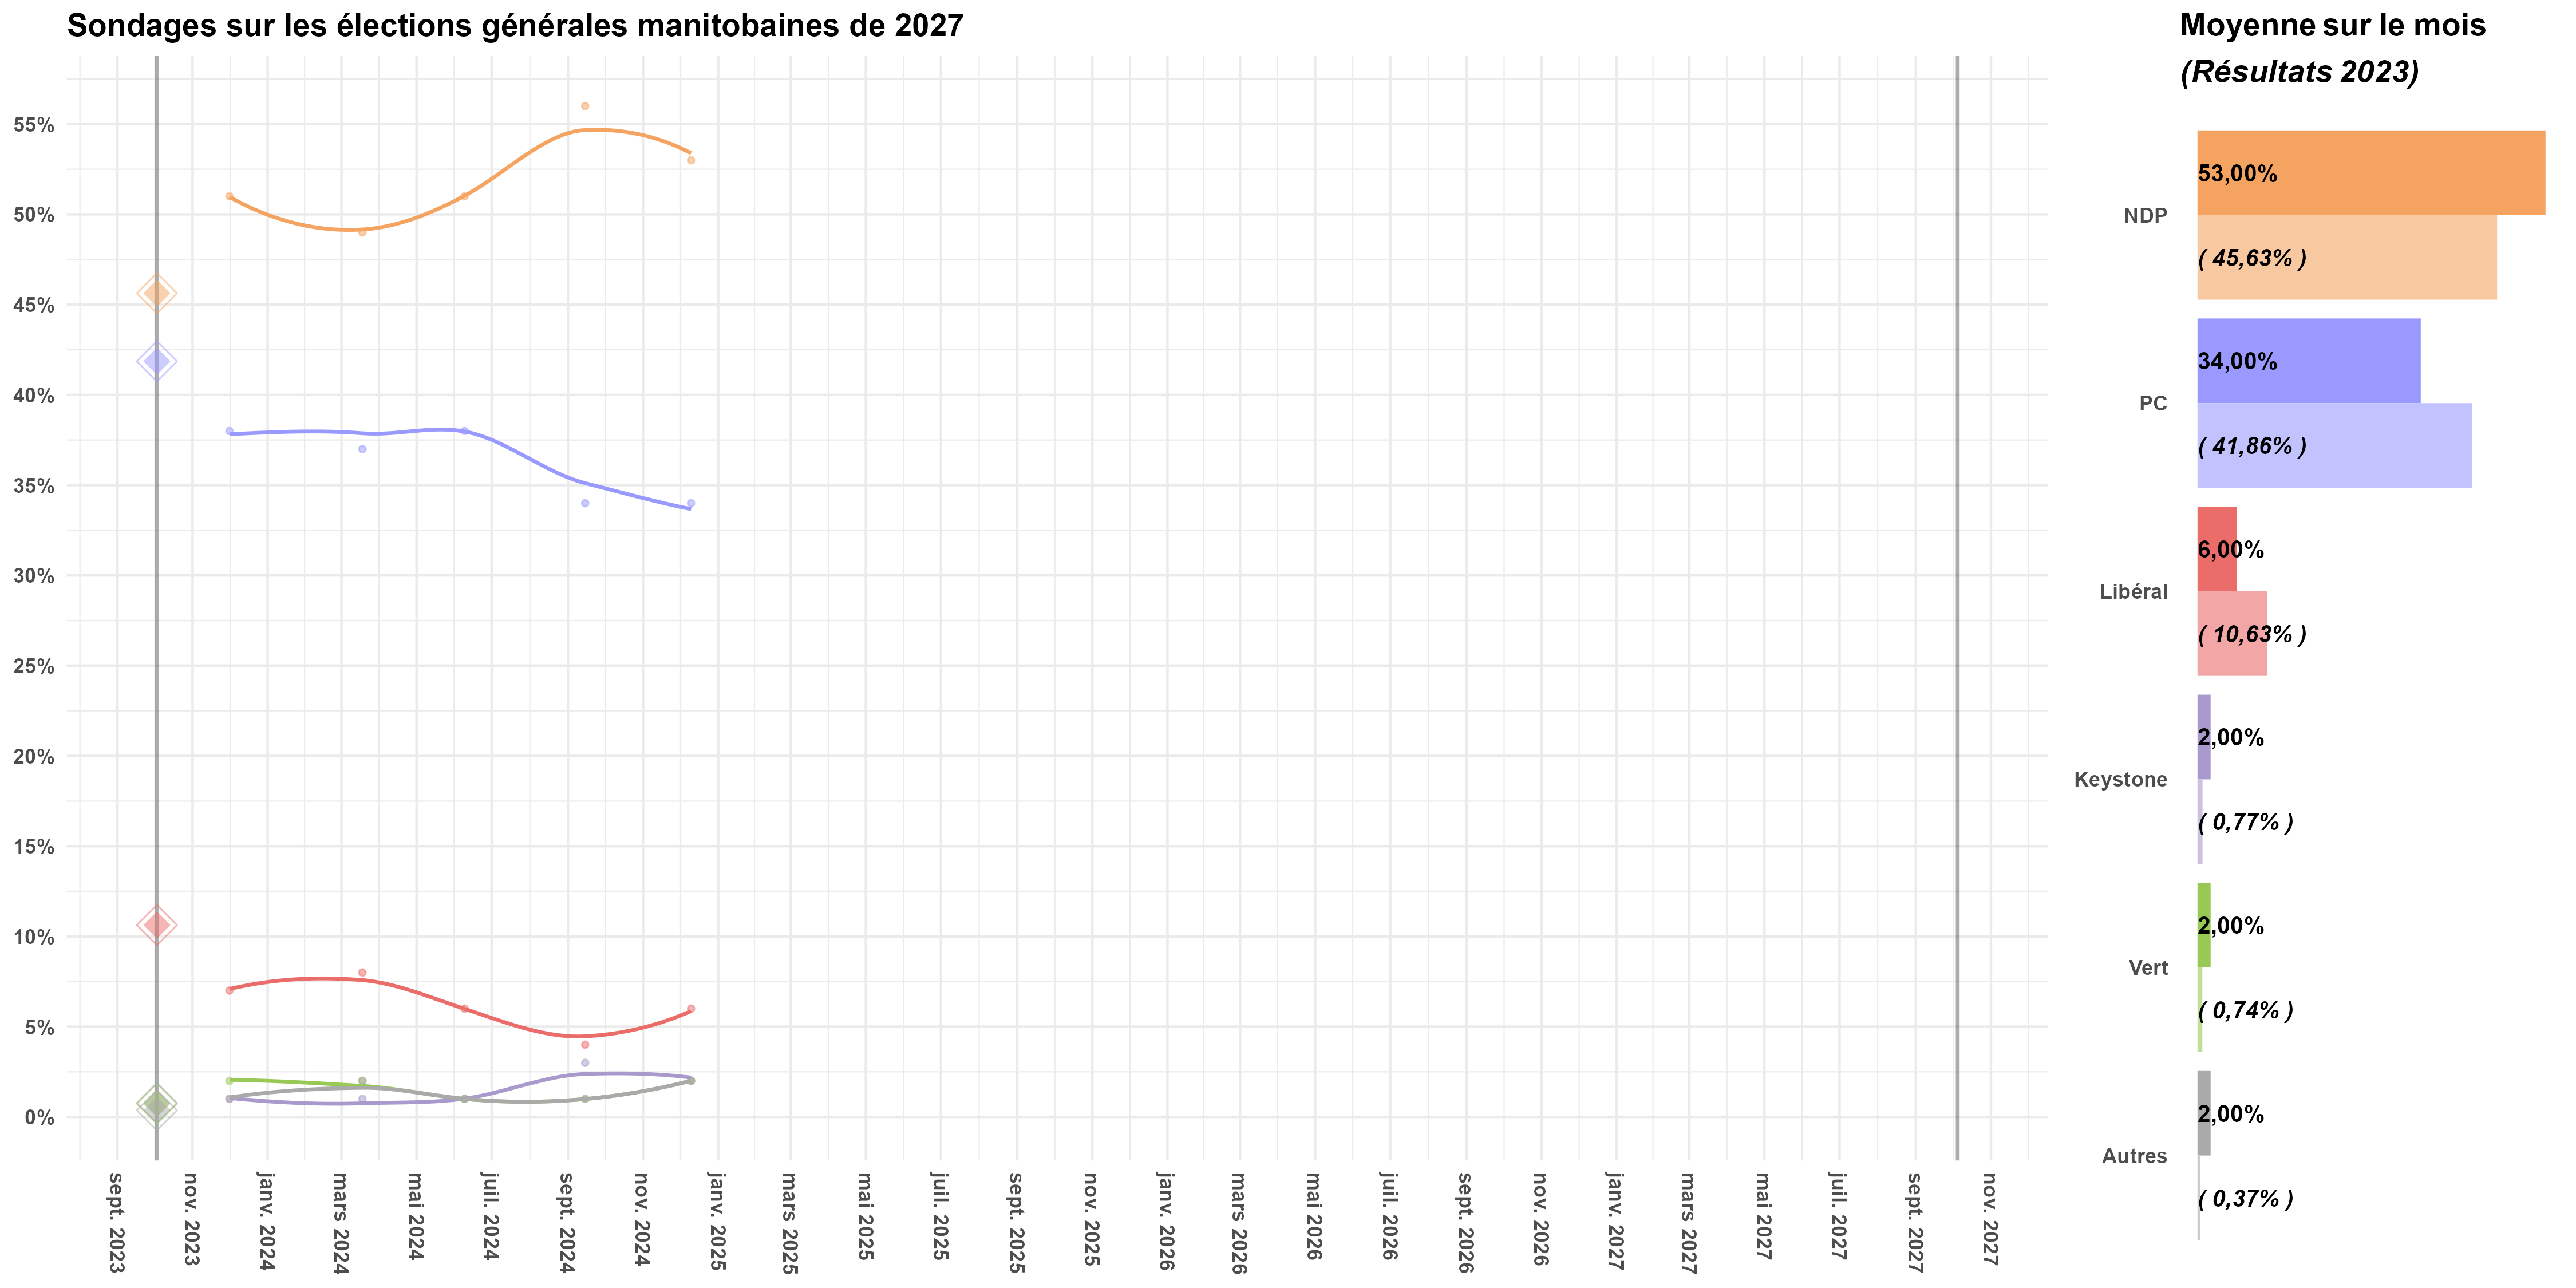 Sondages sur les élections générales manitobaines de 2027
55%
50%
45%
40%
35%
30%
25%
20%
15%
10%
5%
0%
sept. 2023
nov. 2023
janv. 2024
mars 2024
mai 2024
juil. 2024
sept. 2024
nov. 2024
janv. 2025
mars 2025
mai 2025
juil. 2025
sept. 2025
nov. 2025
janv. 2026
mars 2026
mai 2026
juil. 2026
sept. 2026
nov. 2026
janv. 2027
mars 2027
mai 2027
juil. 2027
sept. 2027
nov. 2027
Moyenne sur le mois
(Résultats 2023)
NDP
53,00%
( 45,63% )
PC
34,00%
( 41,86% )
Libéral
6,00%
( 10,63% )
Keystone
2,00%
( 0,77% )
Vert
2,00%
( 0,74% )
Autres
2,00%
( 0,37% )